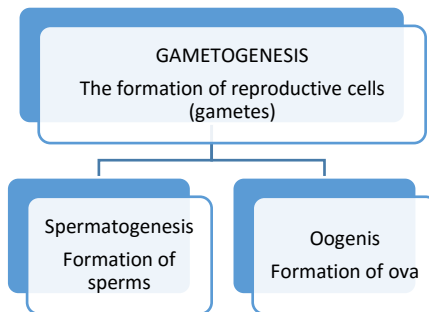 GAMETOGENESIS
The formation of reproductive cells
(gametes)
Spermatogenesis
Formation of
sperms
Oogenis
Formation of ova